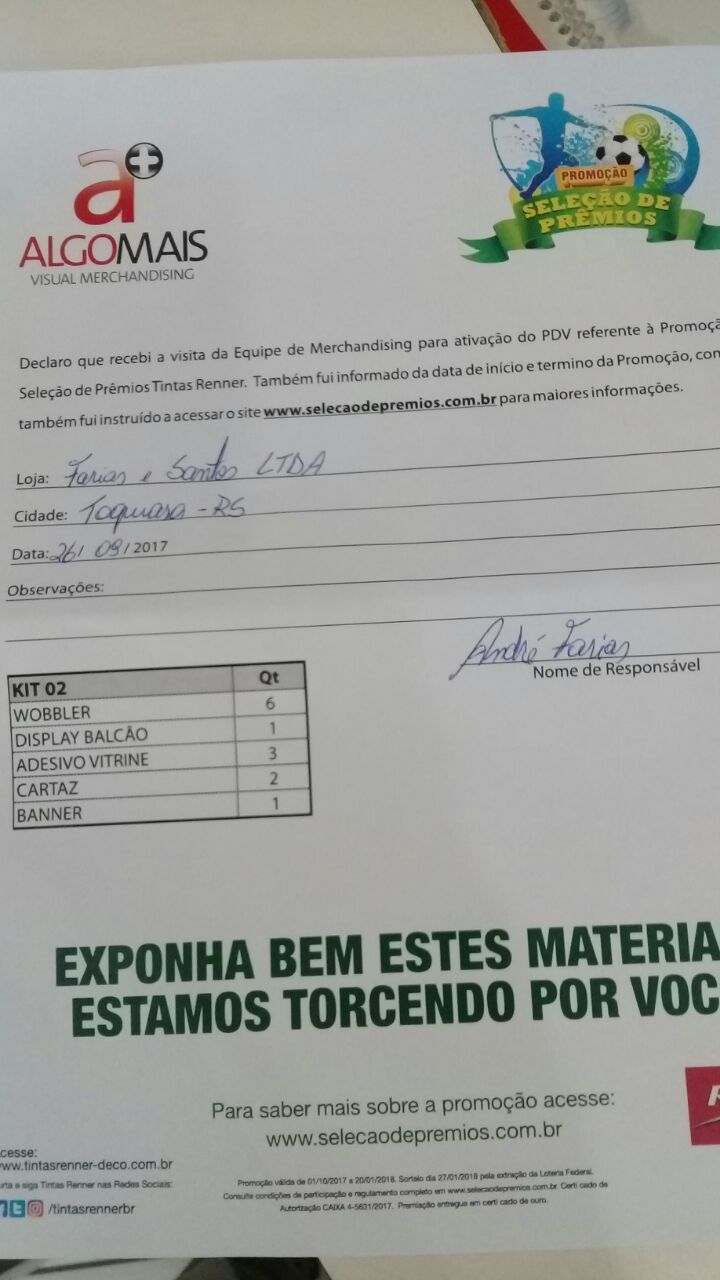 a+
ALGOMAIS
VISUAL MERCHANDISING
PROMOÇÃO
SELEÇÃO DE
PRÊMIOS
Declaro que recebi a visita da Equipe de Merchandising para ativação do PDV referente à Promoçã
Seleção de Prêmios Tintas Renner. Também fui informado da data de início e termino da Promoção, com
também fui instruído a acessar o site www.selecaodepremios.com.br para maiores informações.
Loja: Farias e Santos LTDA
Cidade: Taquara - RS
Data: 26/09/2017
Observações:
André Farias
Nome de Responsável
KIT 02 Qt
WOBBLER 6
DISPLAY BALCÃO 1
ADESIVO VITRINE 3
CARTAZ 2
BANNER 1
EXPONHA BEM ESTES MATERIA
ESTAMOS TORCENDO POR VOC
Para saber mais sobre a promoção acesse:
www.selecaodepremios.com.br
cesse:
www.tintasrenner-deco.com.br
urta e siga Tintas Renner nas Redes Sociais:
/tintasrennerbr
Promoção válida de 01/10/2017 a 20/01/2018. Sorteio dia 27/01/2018 pela extração da Loteria Federal.
Consulte condições de participação e regulamento completo em www.selecaodepremios.com.br. Certi cado de
Autorização CAIXA 4-5631/2017. Premiação entregue em certi cado de ouro.